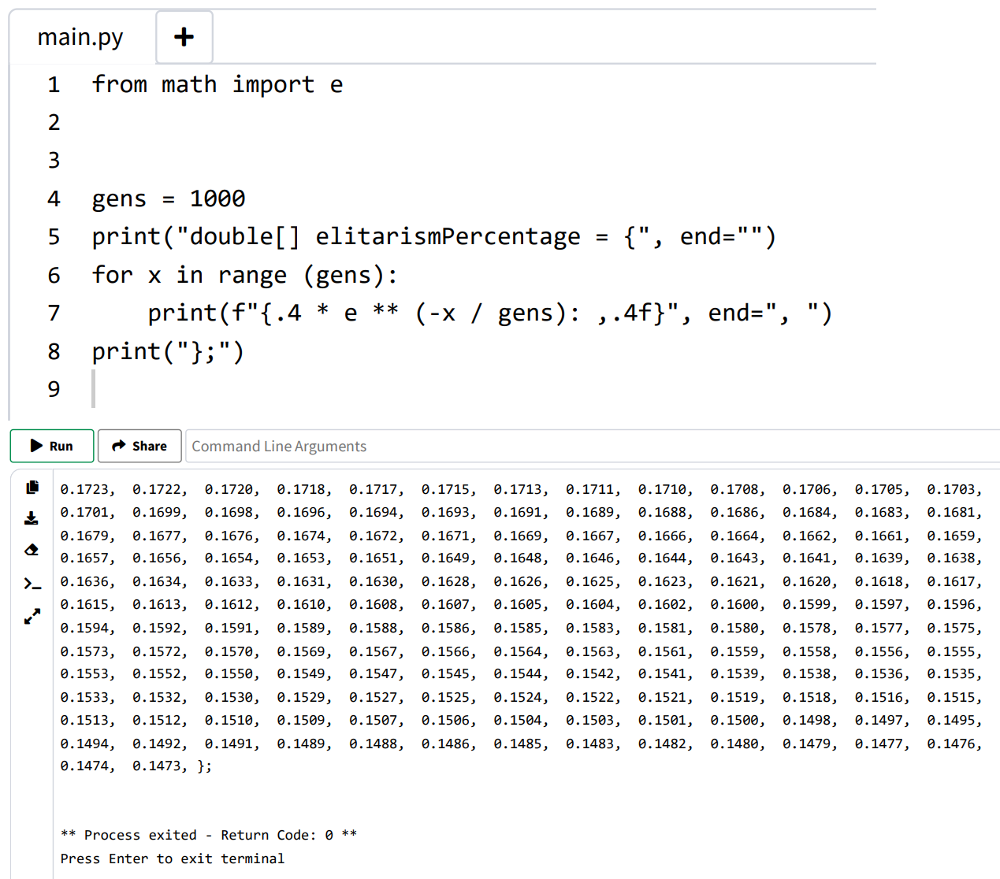 main.py
1 from math import e
2
3
4 gens = 1000
5 print("double[] elitarismPercentage = {", end="")
6 for x in range (gens):
7     print(f"{.4 * e ** (-x / gens): ,.4f}", end=", ")
8 print("};")
9
Run Share Command Line Arguments
0.1723,  0.1722,  0.1720,  0.1718,  0.1717,  0.1715,  0.1713,  0.1711,  0.1710,  0.1708,  0.1706,  0.1705,  0.1703,
0.1701,  0.1699,  0.1698,  0.1696,  0.1694,  0.1693,  0.1691,  0.1689,  0.1688,  0.1686,  0.1684,  0.1683,  0.1681,
0.1679,  0.1677,  0.1676,  0.1674,  0.1672,  0.1671,  0.1669,  0.1667,  0.1666,  0.1664,  0.1662,  0.1661,  0.1659,
0.1657,  0.1656,  0.1654,  0.1653,  0.1651,  0.1649,  0.1648,  0.1646,  0.1644,  0.1643,  0.1641,  0.1639,  0.1638,
0.1636,  0.1634,  0.1633,  0.1631,  0.1630,  0.1628,  0.1626,  0.1625,  0.1623,  0.1621,  0.1620,  0.1618,  0.1617,
0.1615,  0.1613,  0.1612,  0.1610,  0.1608,  0.1607,  0.1605,  0.1604,  0.1602,  0.1600,  0.1599,  0.1597,  0.1596,
0.1594,  0.1592,  0.1591,  0.1589,  0.1588,  0.1586,  0.1585,  0.1583,  0.1581,  0.1580,  0.1578,  0.1577,  0.1575,
0.1573,  0.1572,  0.1570,  0.1569,  0.1567,  0.1566,  0.1564,  0.1563,  0.1561,  0.1559,  0.1558,  0.1556,  0.1555,
0.1553,  0.1552,  0.1550,  0.1549,  0.1547,  0.1545,  0.1544,  0.1542,  0.1541,  0.1539,  0.1538,  0.1536,  0.1535,
0.1533,  0.1532,  0.1530,  0.1529,  0.1527,  0.1525,  0.1524,  0.1522,  0.1521,  0.1519,  0.1518,  0.1516,  0.1515,
0.1513,  0.1512,  0.1510,  0.1509,  0.1507,  0.1506,  0.1504,  0.1503,  0.1501,  0.1500,  0.1498,  0.1497,  0.1495,
0.1494,  0.1492,  0.1491,  0.1489,  0.1488,  0.1486,  0.1485,  0.1483,  0.1482,  0.1480,  0.1479,  0.1477,  0.1476,
0.1474,  0.1473, };
** Process exited - Return Code: 0 **
Press Enter to exit terminal